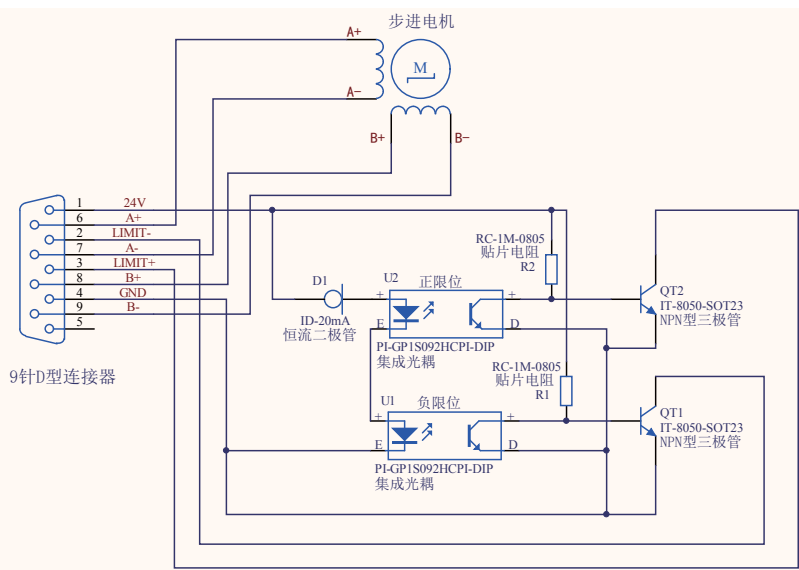 步进电机
A+
M
A-
B+
B-
1
24V
6
A+
2
LIMIT-
7
A-
3
LIMIT+
8
B+
4
GND
9
B-
5
9针D型连接器
D1
ID-20mA
恒流二极管
U2
正限位
+
+
E
D
PI-GP1S092HCPI-DIP
集成光耦
RC-1M-0805
贴片电阻
R2
QT2
IT-8050-SOT23
NPN型三极管
RC-1M-0805
贴片电阻
R1
U1
负限位
+
+
E
D
PI-GP1S092HCPI-DIP
集成光耦
QT1
IT-8050-SOT23
NPN型三极管